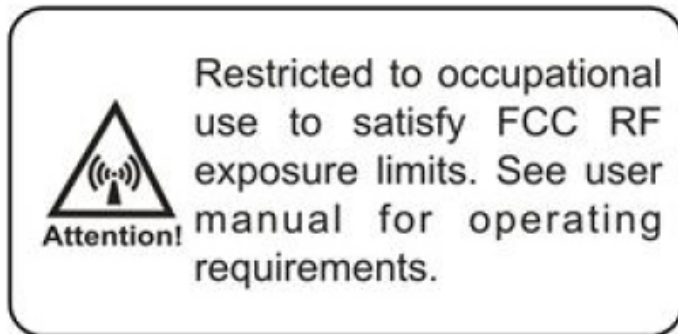 Restricted to occupational
use to satisfy FCC RF
exposure limits. See user
manual for operating
requirements.
Attention!